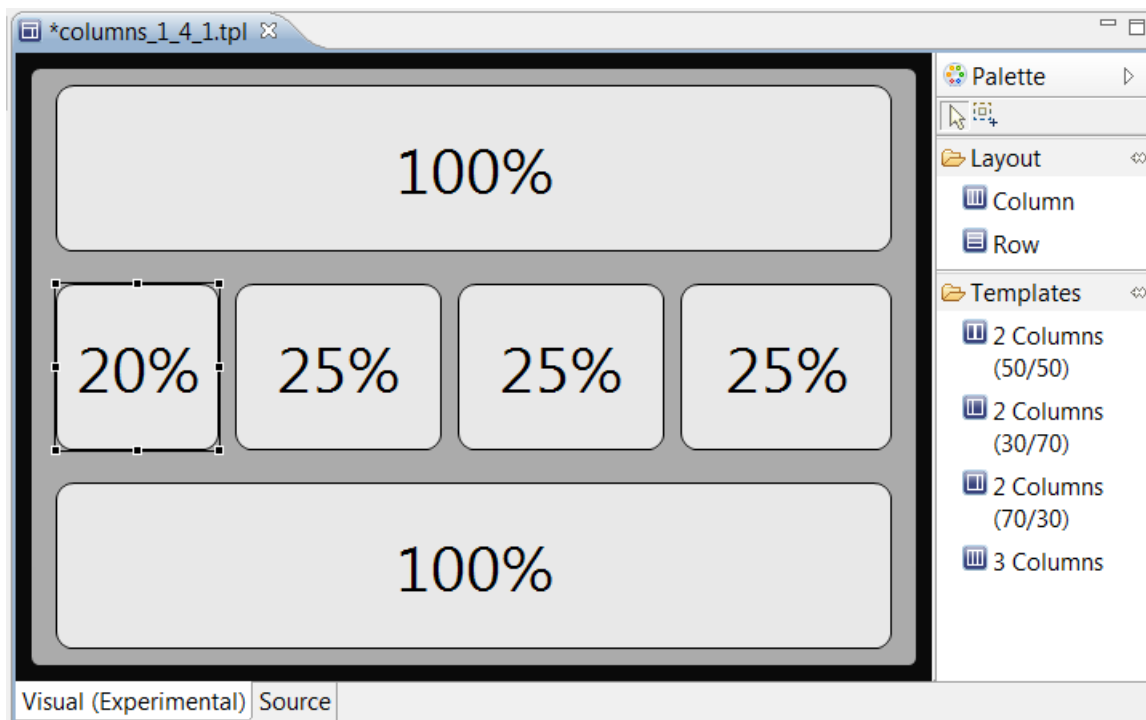 *columns_1_4_1.tpl
Palette
100%
Layout
Column
Row
20% 25% 25% 25%
Templates
2 Columns
(50/50)
2 Columns
(30/70)
2 Columns
(70/30)
3 Columns
100%
Visual (Experimental) Source